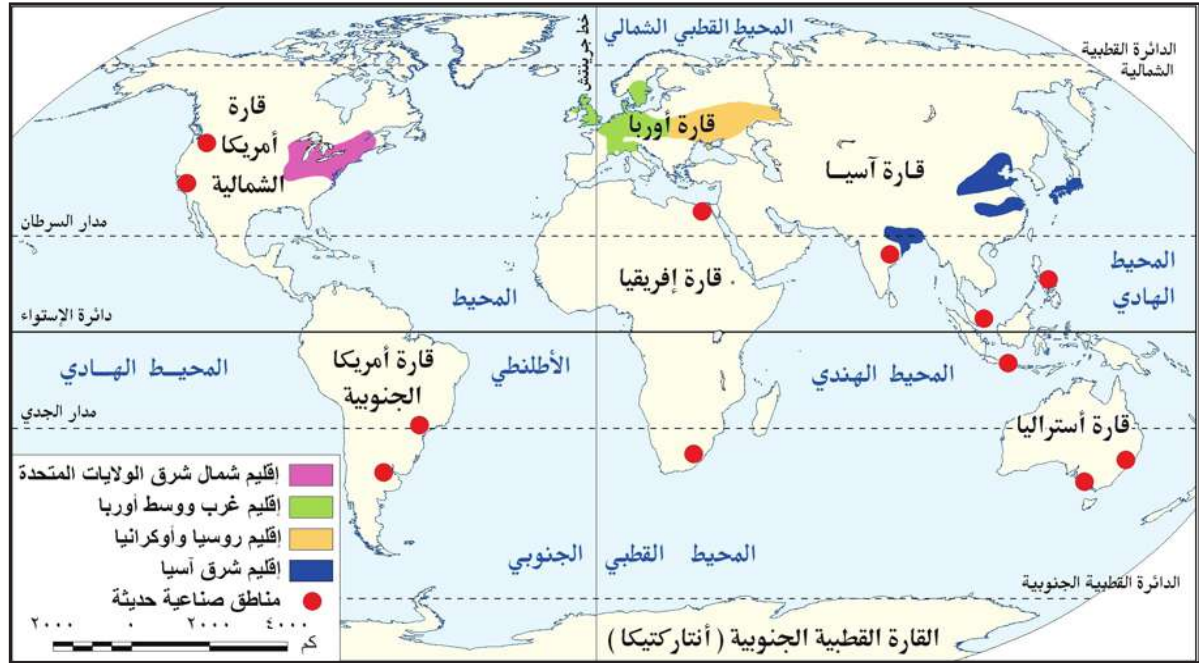 المحيط القطبي الشمالي
خط جرينتش
الدائرة القطبية
الشمالية
قارة
أمريكا
الشمالية
قارة أوربا
قارة آسيـا
مدار السرطان
المحيط
الهادي
قارة إفريقيا
المحيط
دائرة الإستواء
قارة أمريكا
الجنوبية
الأطلنطي
المحيط الهندي
المحيـط الهـادي
مدار الجدي
قارة أستراليا
إقليم شمال شرق الولايات المتحدة
إقليم غرب ووسط أوربا
إقليم روسيا وأوكرانيا
إقليم شرق آسيا
مناطق صناعية حديثة
٢٠٠٠ ٠ ٢٠٠٠ ٤٠٠٠
كم
المحيط القطبي الجنوبي
الدائرة القطبية الجنوبية
القارة القطبية الجنوبية ( أنتاركتيكا )